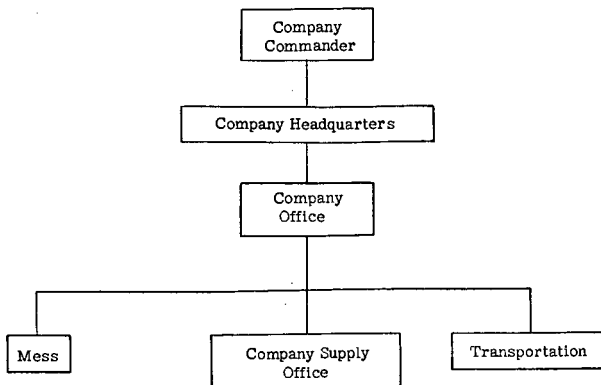 Company
Commander
Company Headquarters
Company
Office
Mess
Company Supply
Office
Transportation